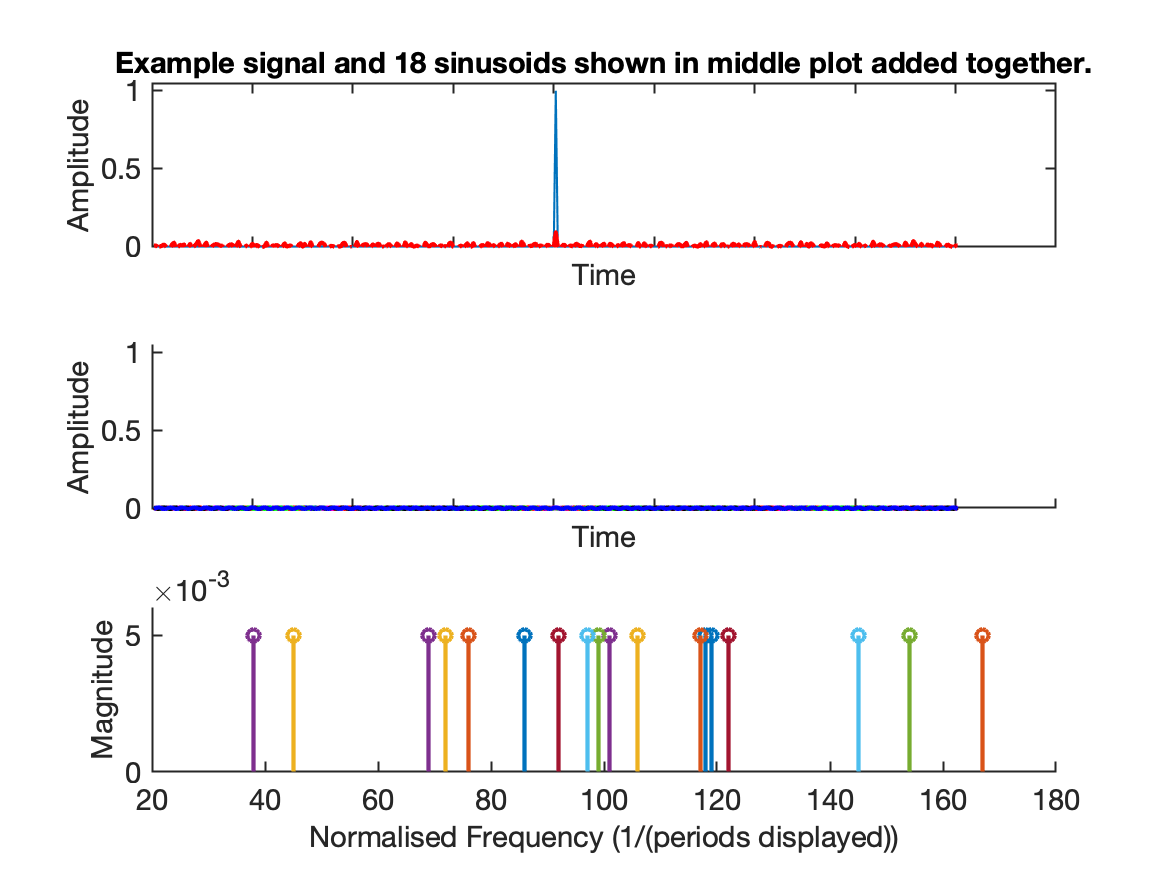 Example signal and 18 sinusoids shown in middle plot added together.
1
0.5
0
Amplitude
Time
1
0.5
0
Amplitude
Time
×10-3
5
0
Magnitude
20 40 60 80 100 120 140 160 180
Normalised Frequency (1/(periods displayed))